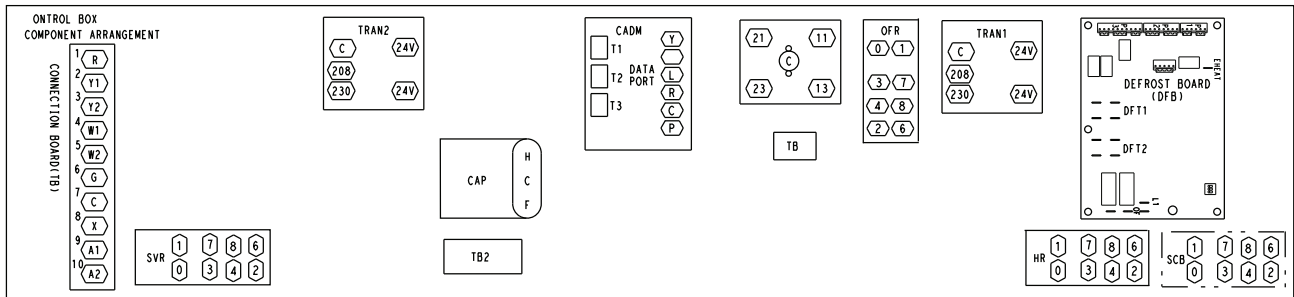 ONTROL BOX
COMPONENT ARRANGEMENT
CONNECTION BOARD(TB)
1 R
2 Y1
3 Y2
4 W1
5 W2
6 G
7 C
8 X
9 A1
10 A2
SVR
1 7 8 6
0 3 4 2
TRAN2
C 24V
208
230 24V
CAP
H
C
F
TB2
CADM
T1
T2
T3
DATA
PORT
Y
L
R
C
P
21 11
C
23 13
TB
OFR
0 1
3 7
4 8
2 6
TRAN1
C 24V
208
230 24V
EHEAT
DEFROST BOARD
(DFB)
DFT1
DFT2
L1
HR
1 7 8 6
0 3 4 2
SCB
1 7 8 6
0 3 4 2